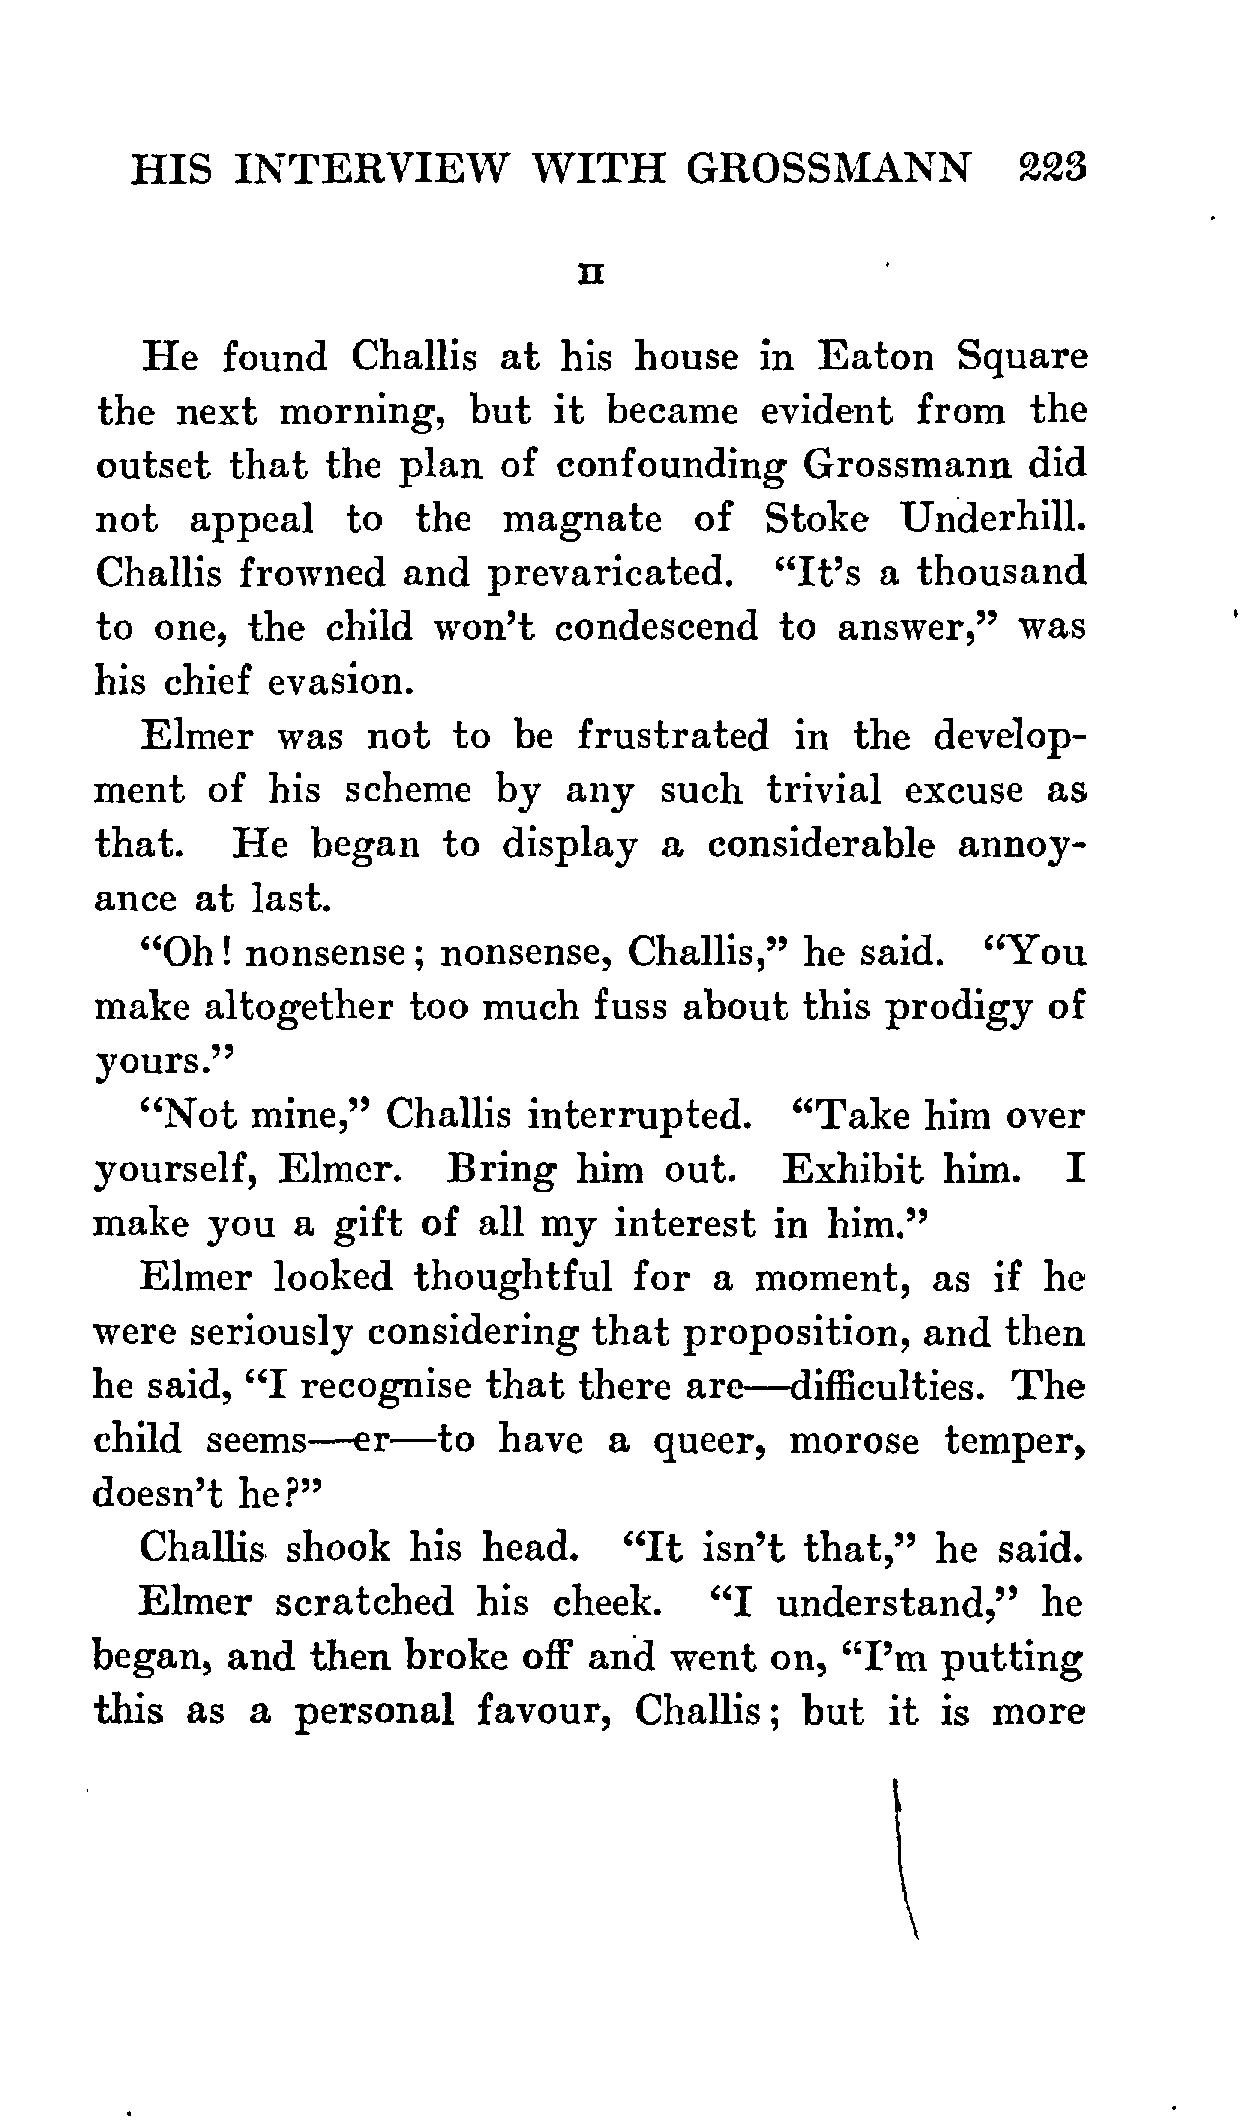 HIS INTERVIEW WITH GROSSMANN 223
II
He found Challis at his house in Eaton Square
the next morning, but it became evident from the
outset that the plan of confounding Grossmann did
not appeal to the magnate of Stoke Underhill.
Challis frowned and prevaricated. “It’s a thousand
to one, the child won’t condescend to answer,” was
his chief evasion.
Elmer was not to be frustrated in the develop-
ment of his scheme by any such trivial excuse as
that. He began to display a considerable annoy-
ance at last.
“Oh! nonsense; nonsense, Challis,” he said. “You
make altogether too much fuss about this prodigy of
yours.”
“Not mine,” Challis interrupted. “Take him over
yourself, Elmer. Bring him out. Exhibit him. I
make you a gift of all my interest in him.”
Elmer looked thoughtful for a moment, as if he
were seriously considering that proposition, and then
he said, “I recognise that there are—difficulties. The
child seems—er—to have a queer, morose temper,
doesn’t he?”
Challis shook his head. “It isn’t that,” he said.
Elmer scratched his cheek. “I understand,” he
began, and then broke off and went on, “I’m putting
this as a personal favour, Challis; but it is more